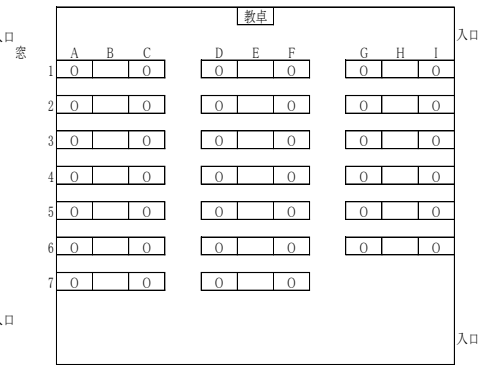 教卓
入口 入口
窓 A B C D E F G H I
1 O O O O O O
2 O O O O O O
3 O O O O O O
4 O O O O O O
5 O O O O O O
6 O O O O O O
7 O O O O
入口
入口